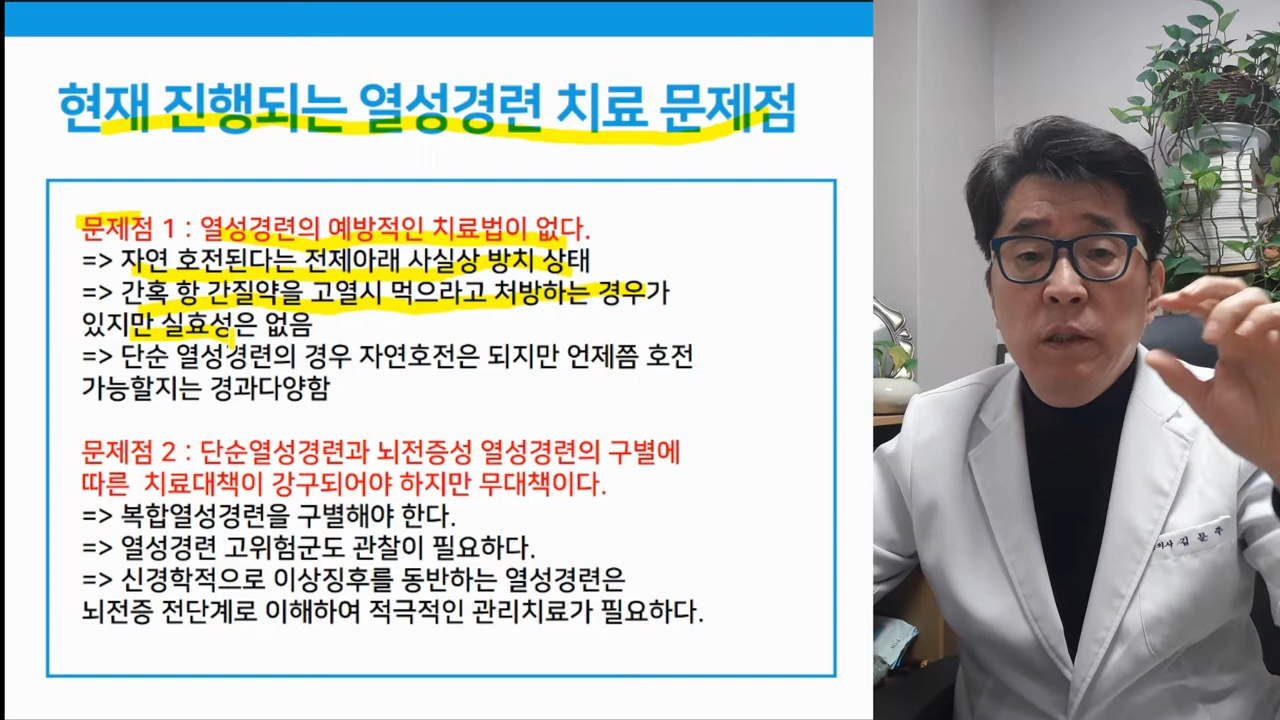 현재 진행되는 열성경련 치료 문제점
문제점 1 : 열성경련의 예방적인 치료법이 없다.
=> 자연 호전된다는 전제아래 사실상 방치 상태
=> 간혹 항 간질약을 고열시 먹으라고 처방하는 경우가
있지만 실효성은 없음
=> 단순 열성경련의 경우 자연호전은 되지만 언제쯤 호전
가능할지는 경과다양함
문제점 2 : 단순열성경련과 뇌전증성 열성경련의 구별에
따른 치료대책이 강구되어야 하지만 무대책이다.
=> 복합열성경련을 구별해야 한다.
=> 열성경련 고위험군도 관찰이 필요하다.
=> 신경학적으로 이상징후를 동반하는 열성경련은
뇌전증 전단계로 이해하여 적극적인 관리치료가 필요하다.
김 문 주